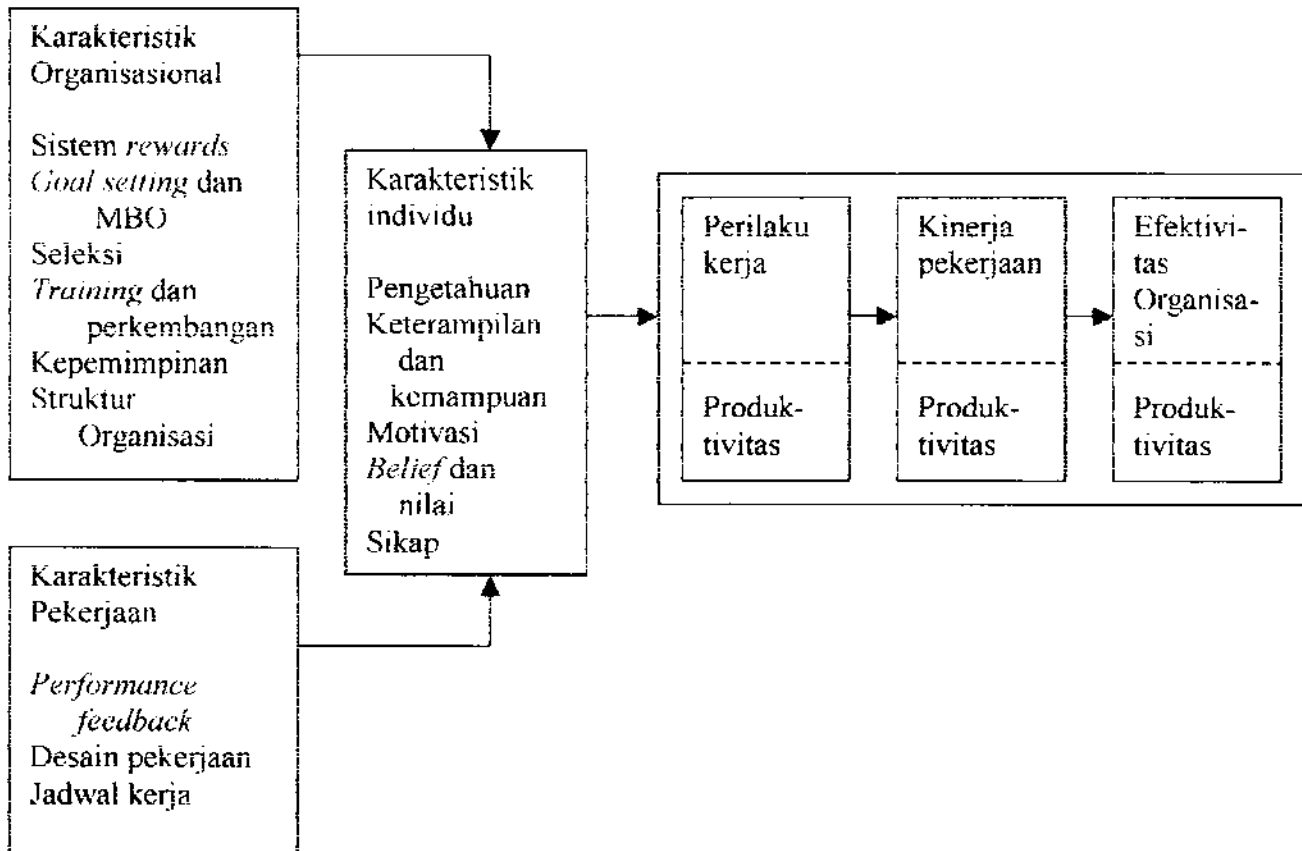 Karakteristik
Organisasional
Sistem rewards
Goal setting dan
MBO
Seleksi
Training dan
perkembangan
Kepemimpinan
Struktur
Organisasi
Karakteristik
Pekerjaan
Performance
feedback
Desain pekerjaan
Jadwal kerja
Karakteristik
individu
Pengetahuan
Keterampilan
dan
kemampuan
Motivasi
Belief dan
nilai
Sikap
Perilaku
kerja
Produk-
tivitas
Kinerja
pekerjaan
Produk-
tivitas
Efektivi-
tas
Organisa-
si
Produk-
tivitas